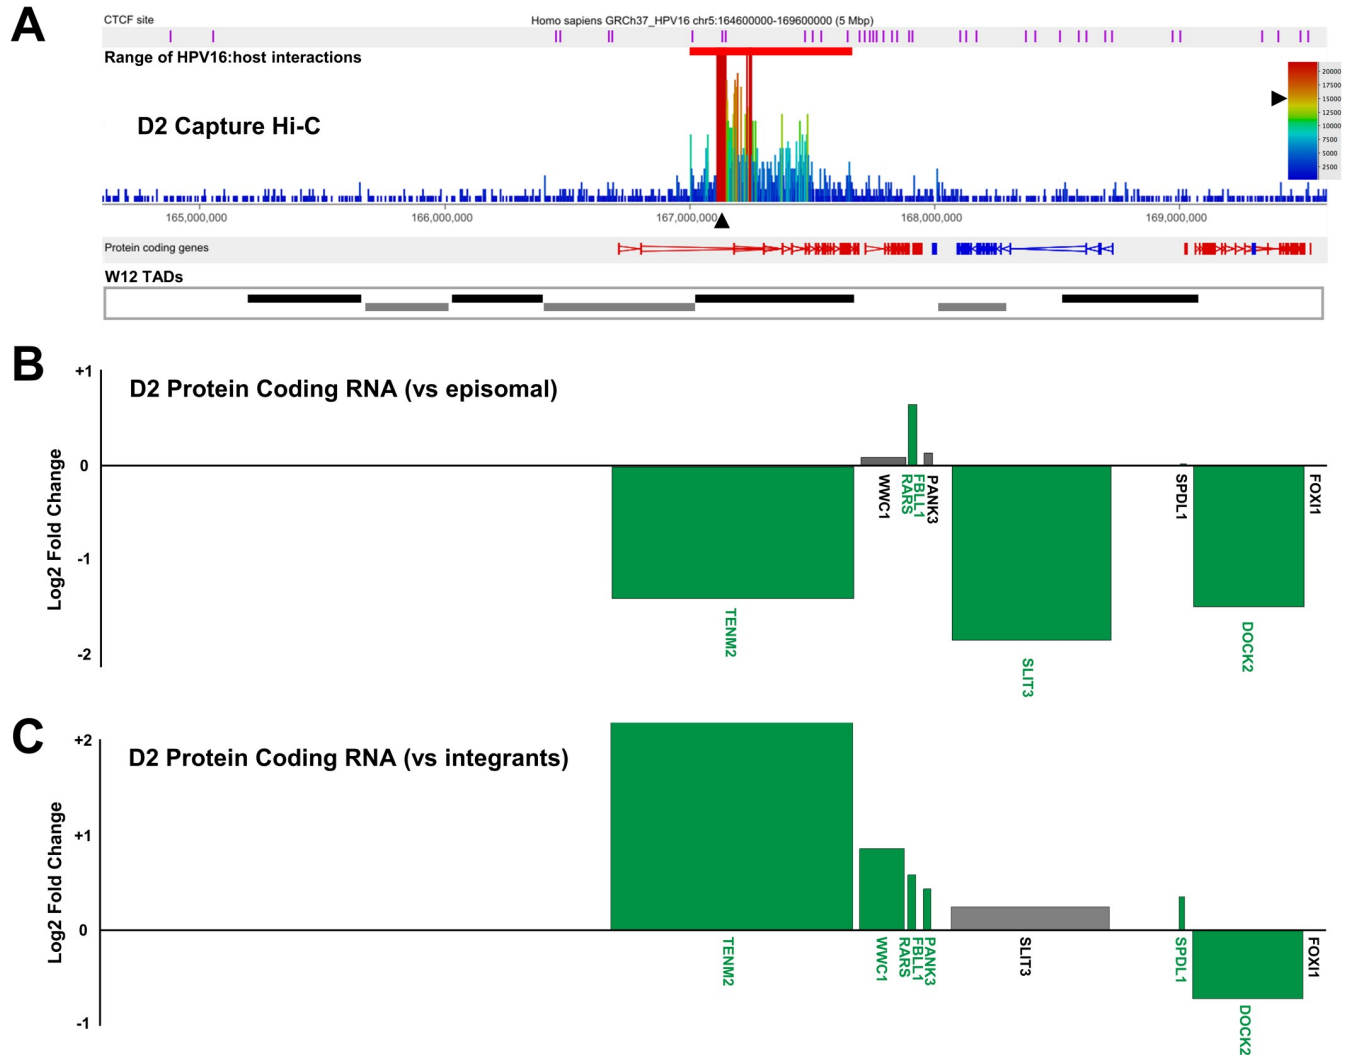 A
CTCF site
Homo sapiens GRCh37_HPV16 chr5:164600000-169600000 (5 Mbp)
Range of HPV16:host interactions
D2 Capture Hi-C
20000
17500
15000
12500
10000
7500
5000
2500
165,000,000
166,000,000
167,000,000
168,000,000
169,000,000
Protein coding genes
W12 TADs
B
D2 Protein Coding RNA (vs episomal)
Log2 Fold Change
+1
0
-1
-2
TENM2
WWC1
RARS
FBLL1
PANK3
SLIT3
SPDL1
DOCK2
FOXI1
C
D2 Protein Coding RNA (vs integrants)
Log2 Fold Change
+2
+1
0
-1
TENM2
WWC1
RARS
FBLL1
PANK3
SLIT3
SPDL1
DOCK2
FOXI1